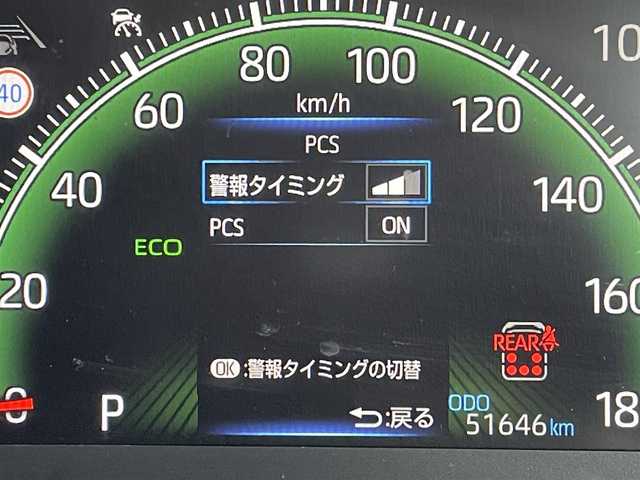 80
100
km/h
10
40
60
120
PCS
40
警報タイミング
140
PCS
ON
ECO
20
160
REAR
OK:警報タイミングの切替
0
P
:戻る
ODO
51646 km
18